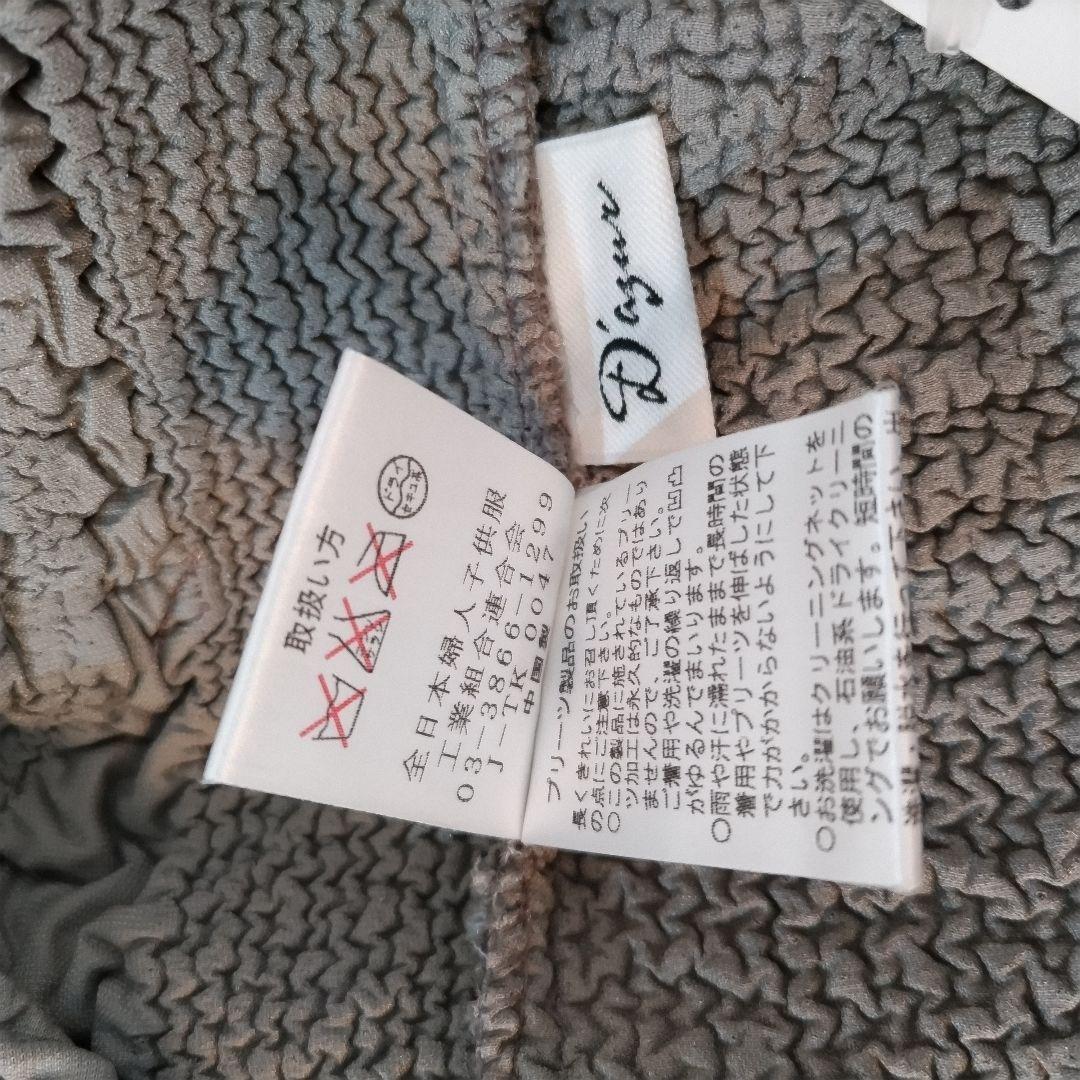 D'azur
取扱い方
ドライ
セキユ系
エンソサラシ
全日本婦人子供服
工業組合連合会
03-3866-1299
J-TK 0047
中国製
プリーツ製品のお取扱い
長くきれいにお召し頂くために次
の点にご注意下さい。
○この製品に施されているプリー
ツ加工は永久的なものではあり
ませんので、ご了承下さい。
ご着用や洗濯の繰り返しで凹凸
がゆるんでまいります。
○雨や汗に濡れたままで長時間の
着用やプリーツを伸ばした状態
で力がかからないようにして下
さい。
○お洗濯はクリーニングネットを
使用し、石油系ドライクリーニ
ングでお願いします。短時間の